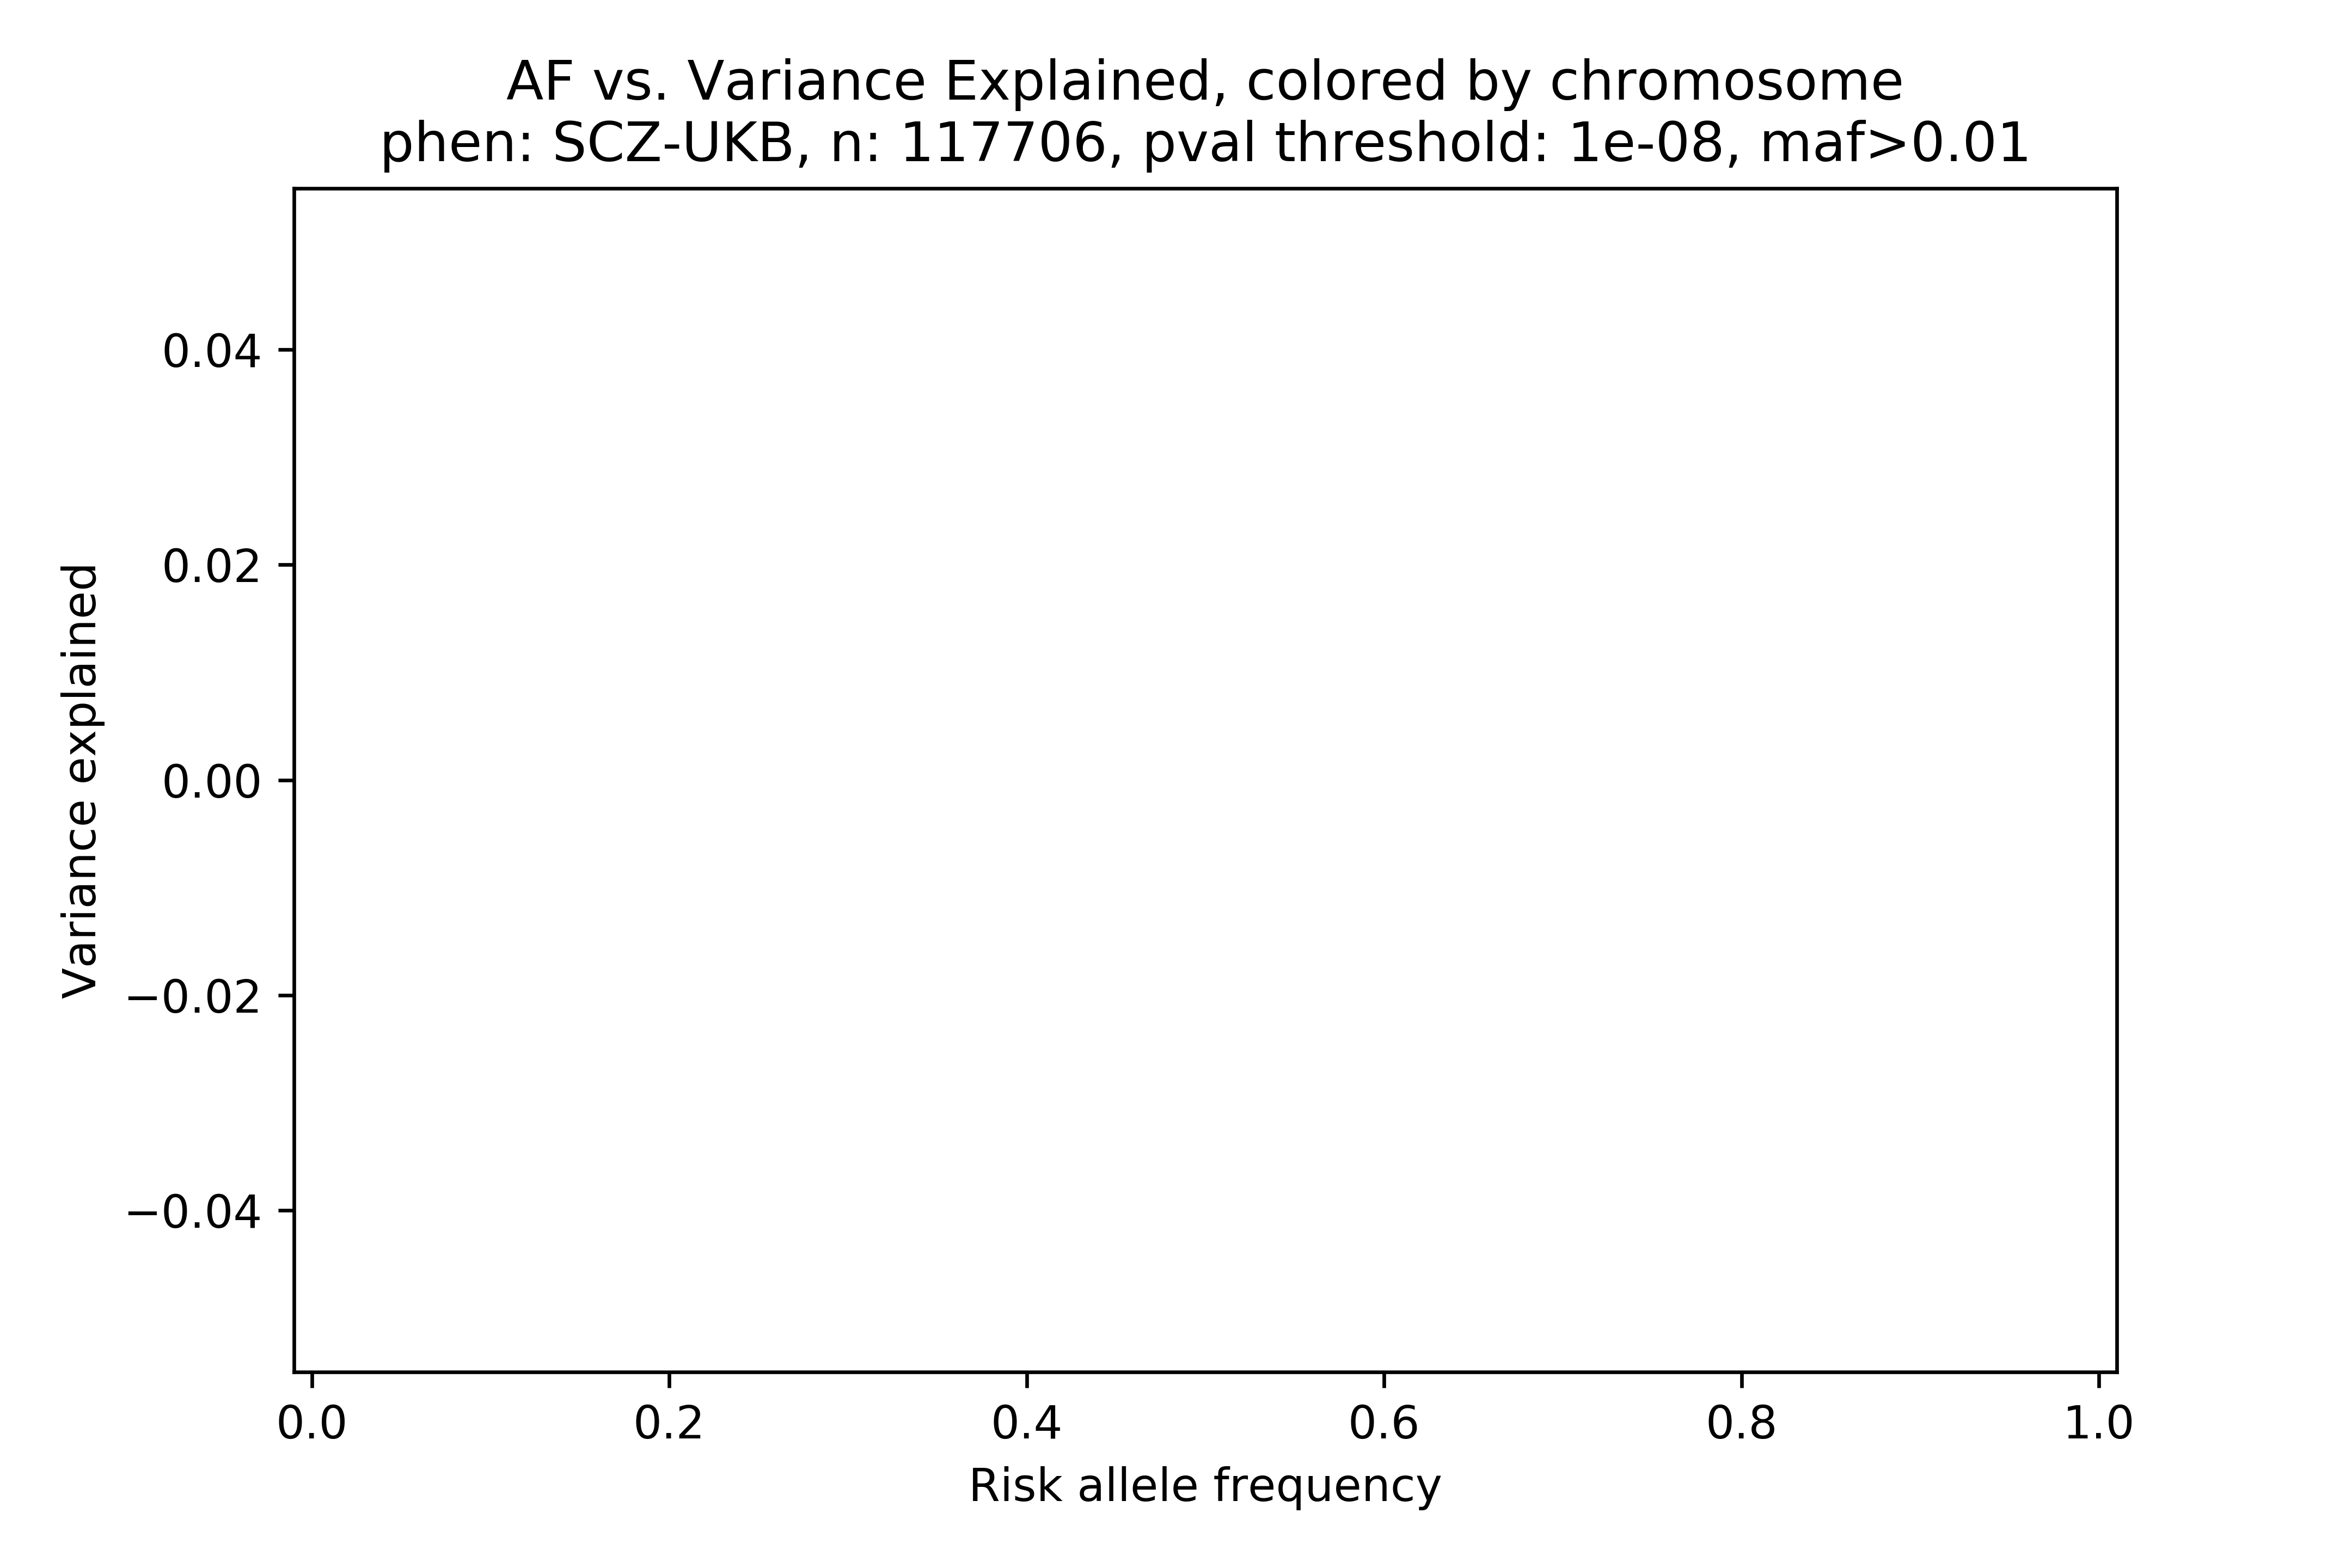 AF vs. Variance Explained, colored by chromosome
phen: SCZ-UKB, n: 117706, pval threshold: 1e-08, maf>0.01
Variance explained
0.04
0.02
0.00
−0.02
−0.04
0.0 0.2 0.4 0.6 0.8 1.0
Risk allele frequency